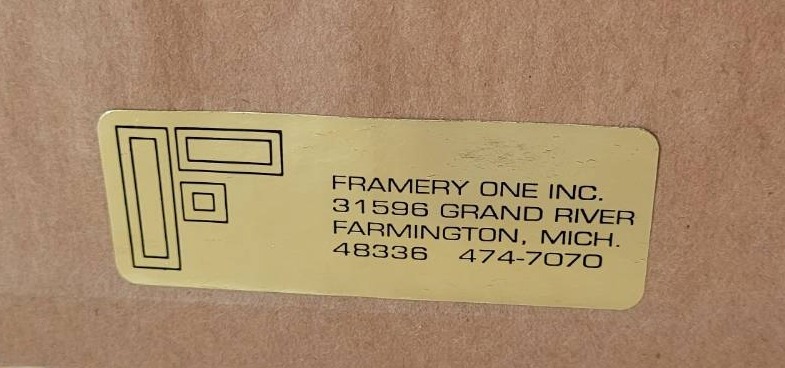 FRAMERY ONE INC.
31596 GRAND RIVER
FARMINGTON, MICH.
48336 474-7070